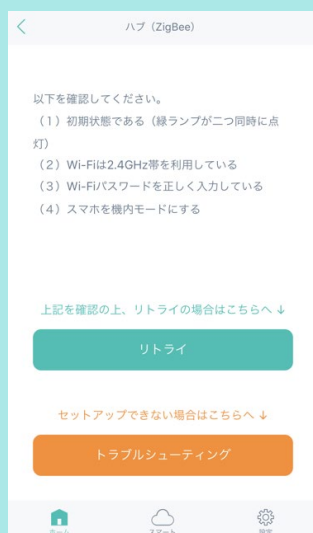 ハブ（ZigBee）
以下を確認してください。
（1）初期状態である（緑ランプが二つ同時に点
灯）
（2）Wi-Fiは2.4GHz帯を利用している
（3）Wi-Fiパスワードを正しく入力している
（4）スマホを機内モードにする
上記を確認の上、リトライの場合はこちらへ ↓
リトライ
セットアップできない場合はこちらへ ↓
トラブルシューティング
ホーム
スマート
設定